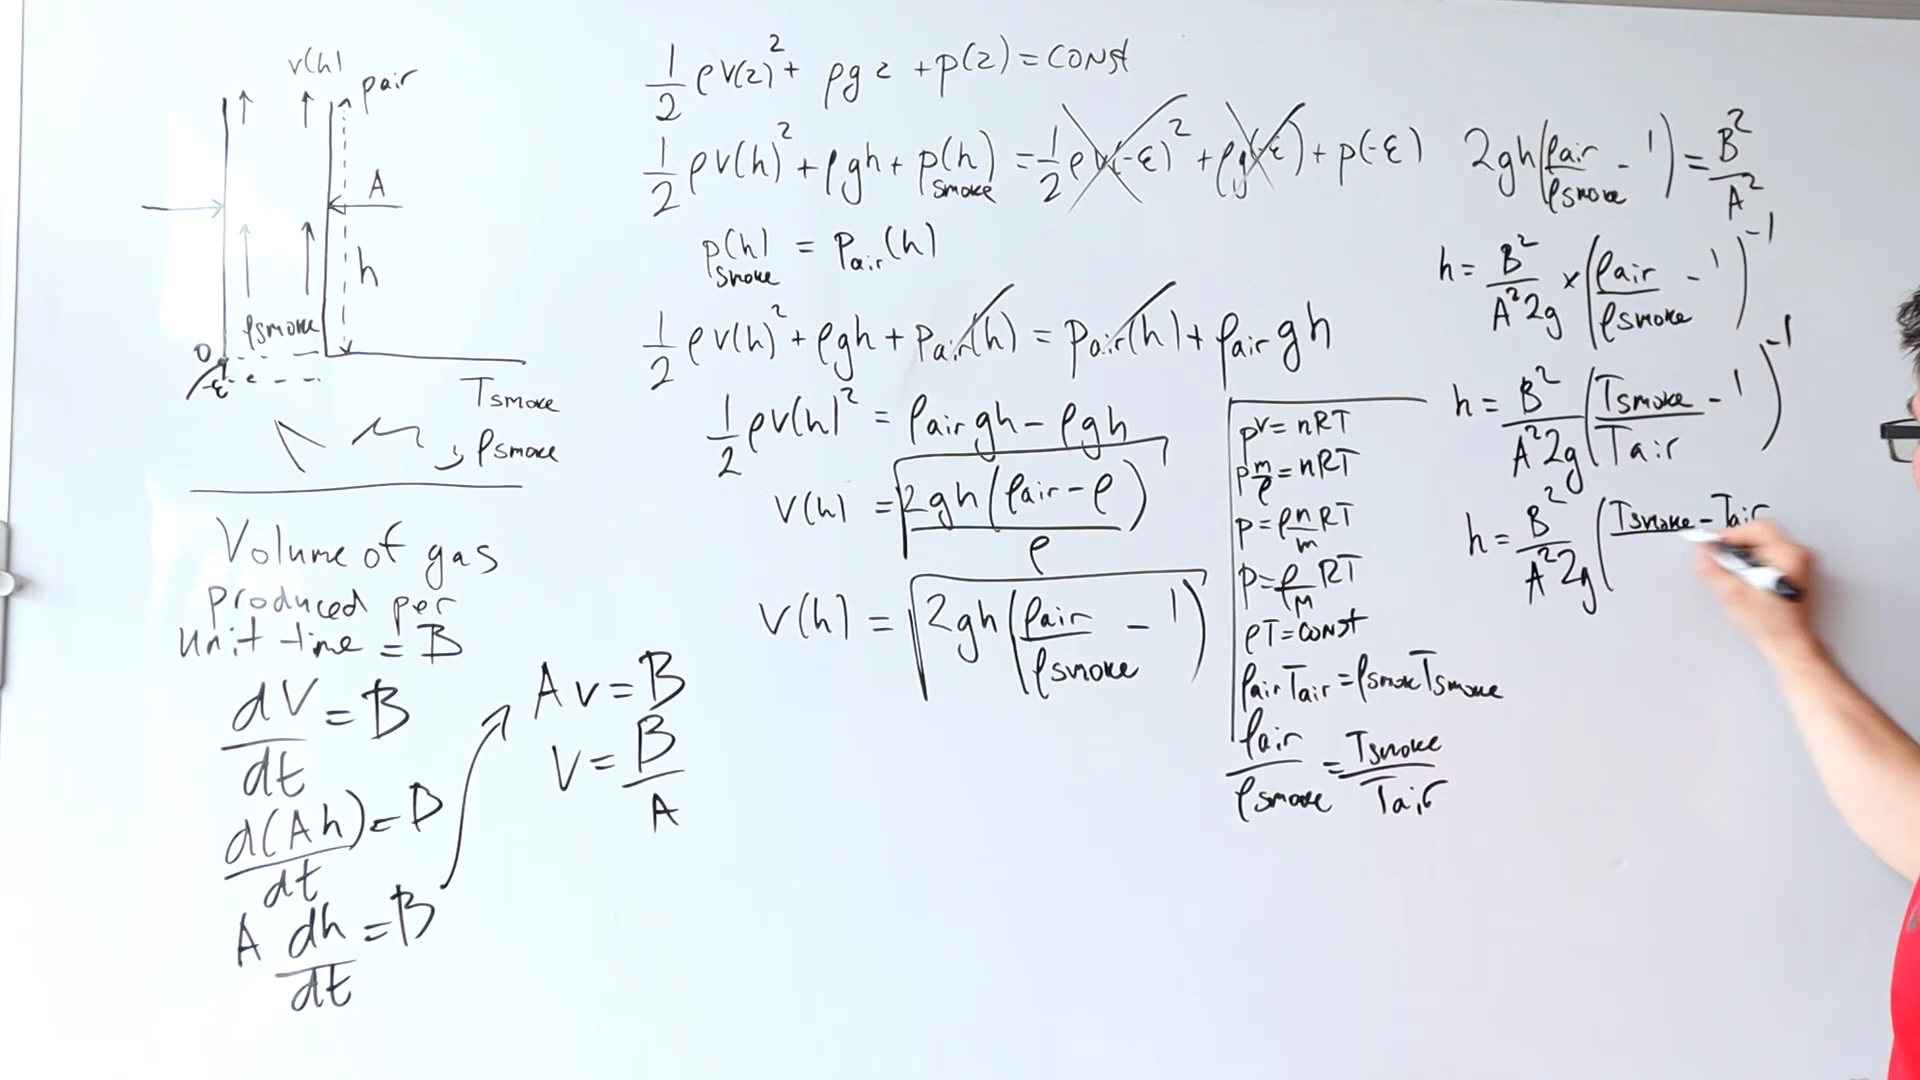 v(h)
pair
A
h
ρsmoke
0
-ε
Tsmoke
ρsmoke
Volume of gas
produced per
unit time = B
dV/dt = B
d(Ah)/dt = B
A dh/dt = B
Av = B
V = B/A
1/2 ρv(z)² + ρgz + p(z) = const
1/2 ρv(h)² + ρgh + p(h)smoke = 1/2 ρv(-ε)² + ρg(-ε) + p(-ε)
p(h)smoke = Pair(h)
1/2 ρv(h)² + ρgh + pair(h) = pair(h) + ρair gh
1/2 ρv(h)² = ρair gh - ρgh
v(h) = √(2gh(ρair - ρ)/ρ)
v(h) = √(2gh(ρair/ρsmoke - 1))
pV = nRT
p m/ρ = nRT
p = ρ n/m RT
p = ρ/M RT
ρT = const
ρair Tair = ρsmok Tsmoke
ρair/ρsmoke = Tsmoke/Tair
2gh(ρair/ρsmoke - 1) = B²/A²
h = B²/A²2g × (ρair/ρsmoke - 1)⁻¹
h = B²/A²2g (Tsmoke/Tair - 1)⁻¹
h = B²/A²2g (Tsmoke - Tair